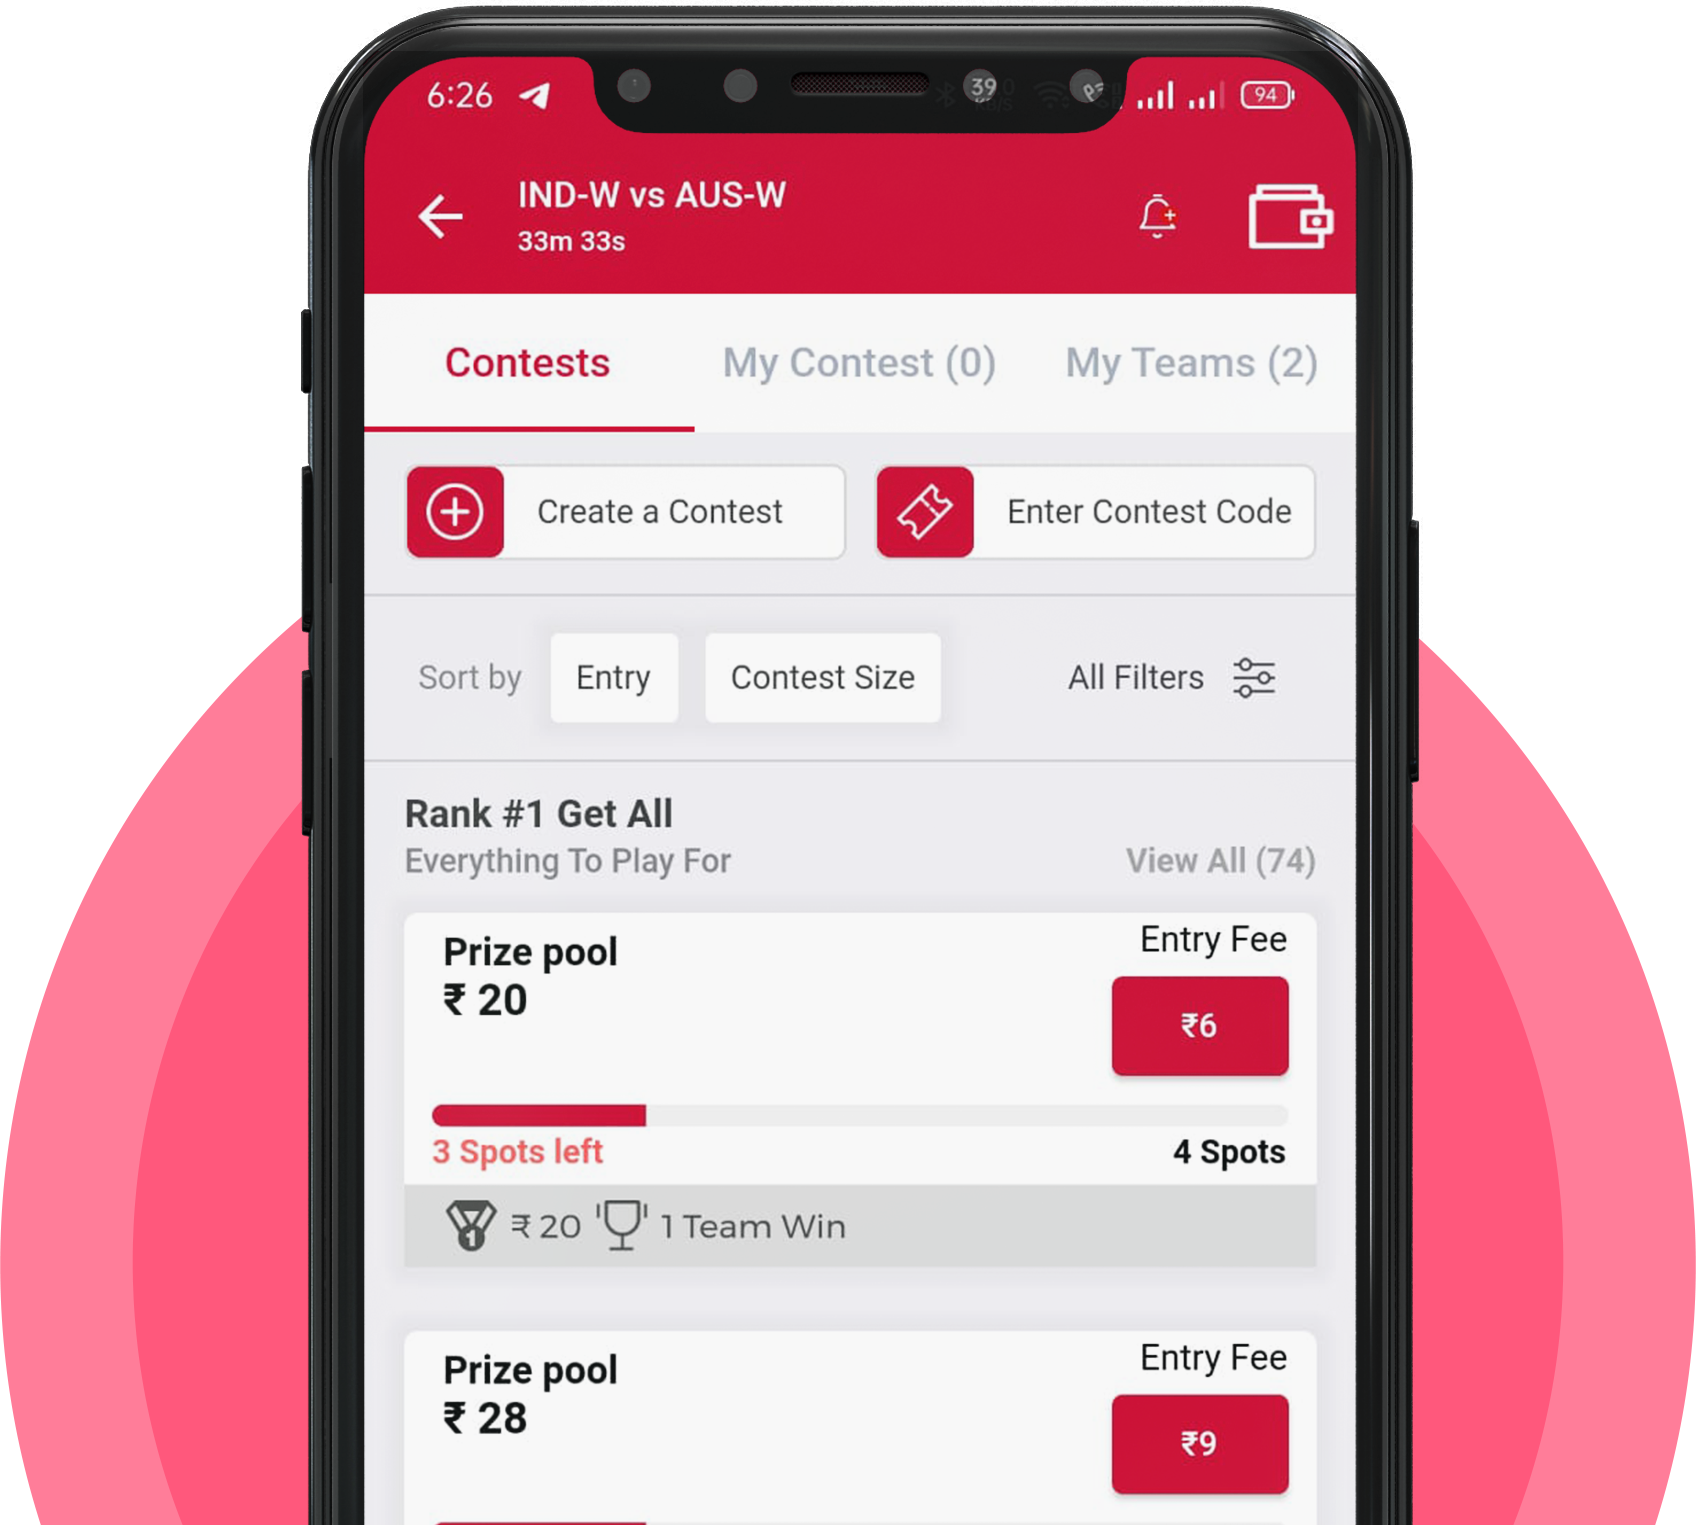 6:26 39 94
IND-W vs AUS-W
33m 33s
Contests My Contest (0) My Teams (2)
Create a Contest Enter Contest Code
Sort by Entry Contest Size All Filters
Rank #1 Get All
Everything To Play For View All (74)
Prize pool Entry Fee
₹ 20
₹6
3 Spots left 4 Spots
1 ₹ 20 1 Team Win
Prize pool Entry Fee
₹ 28
₹9